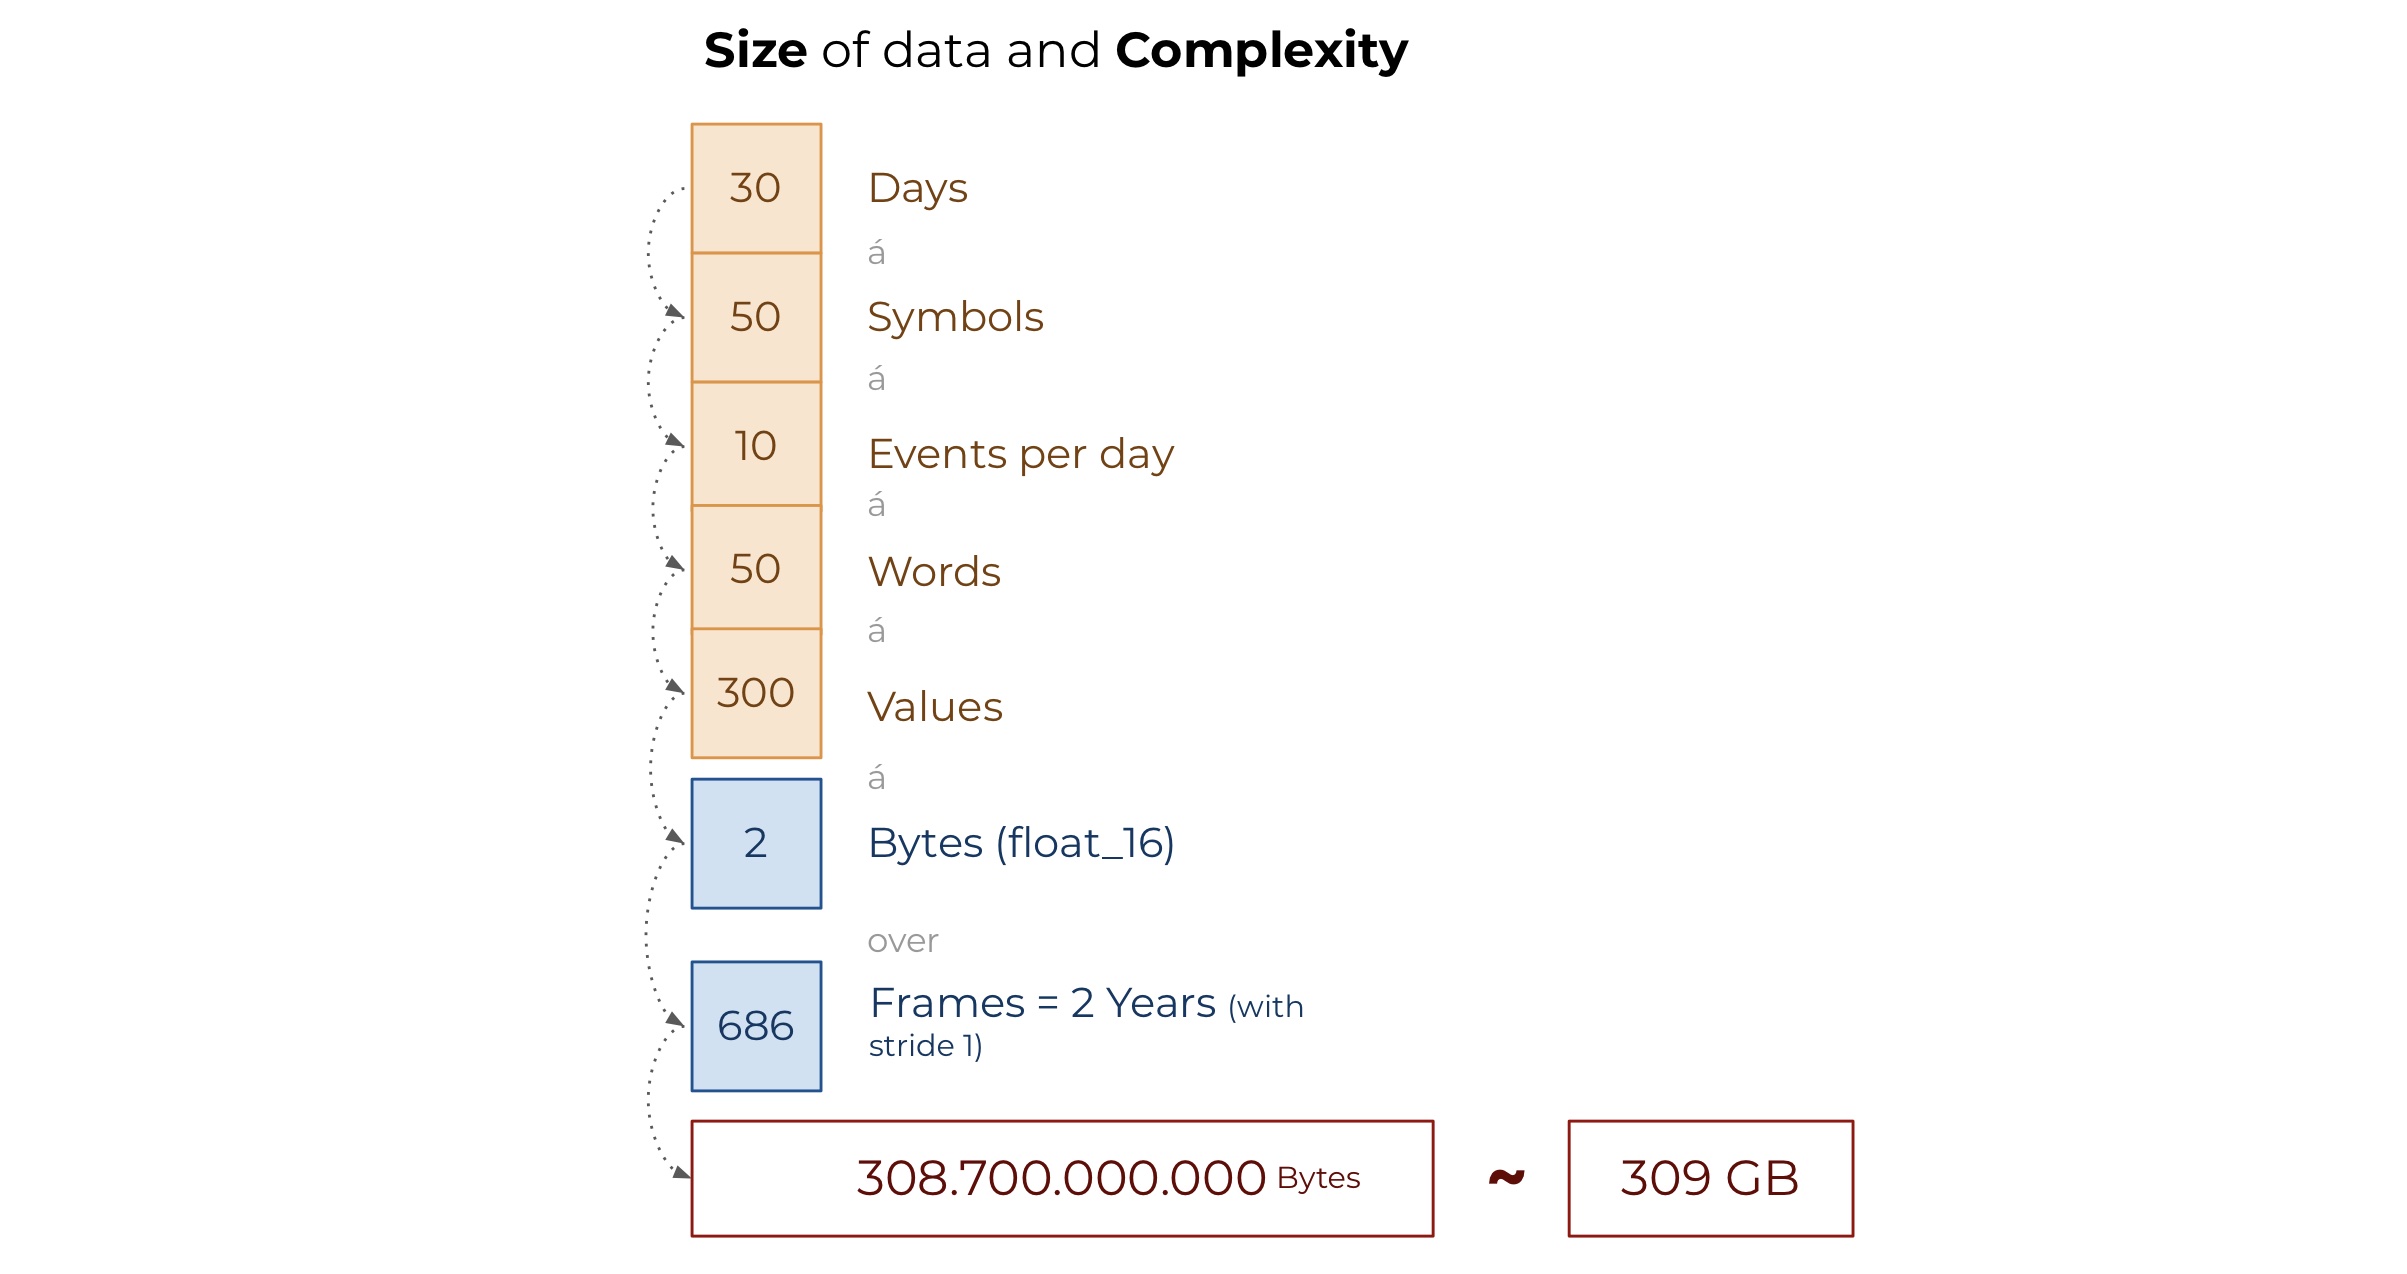 Size of data and Complexity
30 Days
á
50 Symbols
á
10 Events per day
á
50 Words
á
300 Values
á
2 Bytes (float_16)
over
686 Frames = 2 Years (with
stride 1)
308.700.000.000 Bytes ~ 309 GB